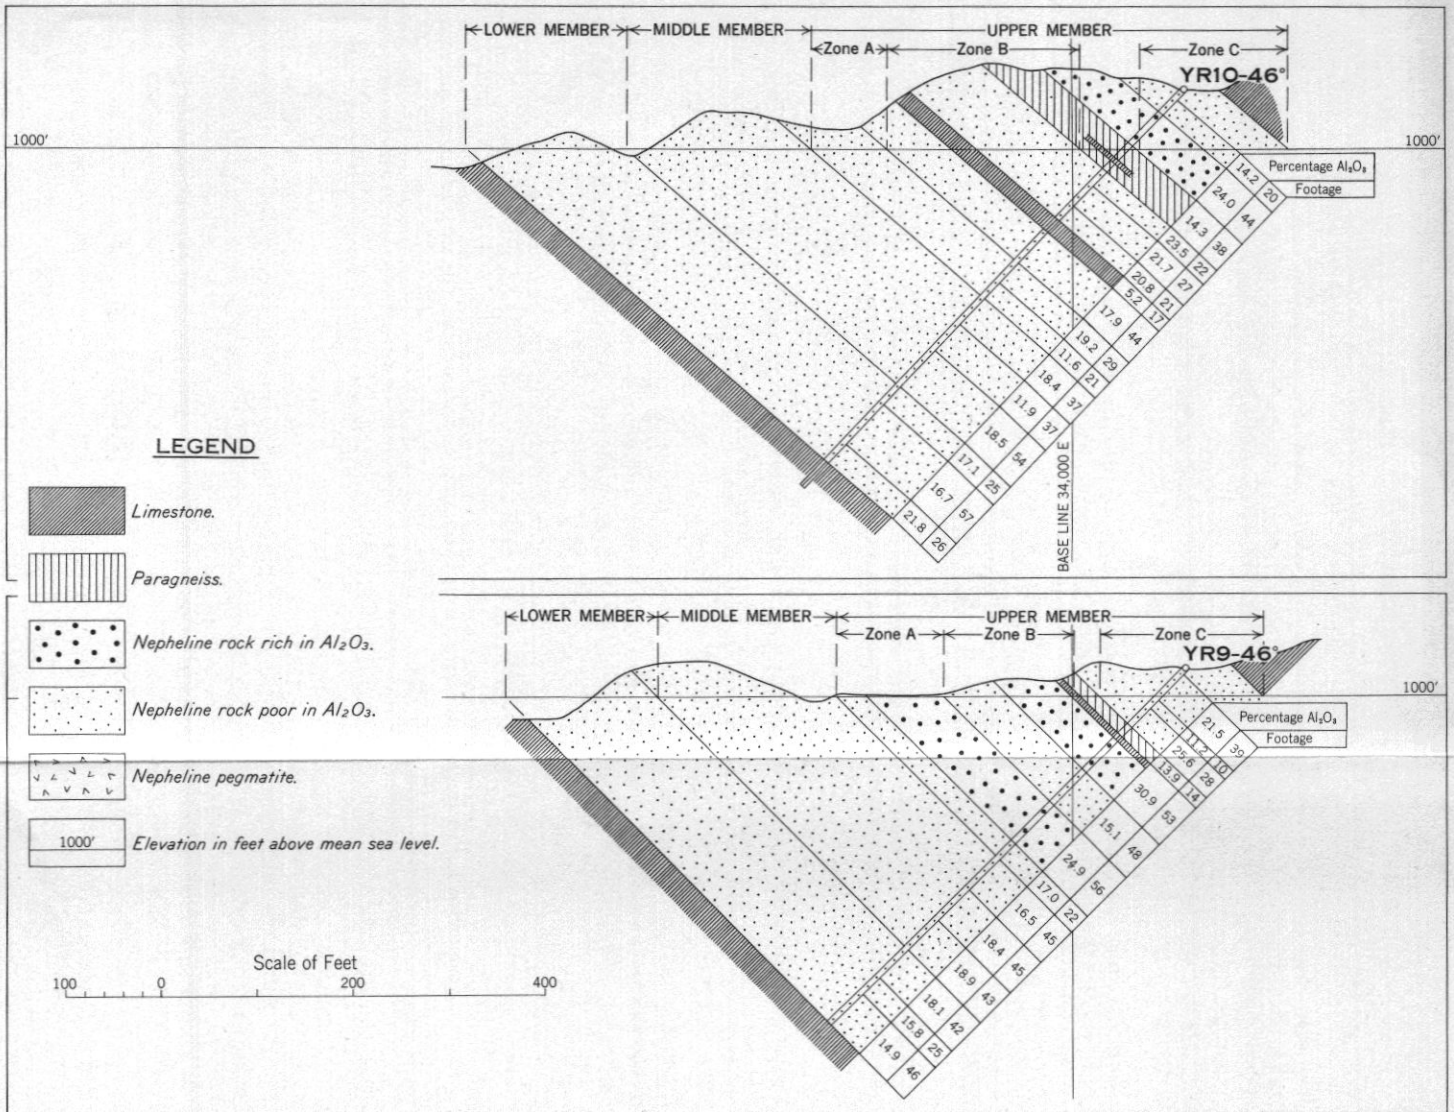 LOWER MEMBER MIDDLE MEMBER UPPER MEMBER
Zone A Zone B Zone C
YR10-46°
1000' 1000'
Percentage Al₂O₃
Footage
14.2 20
24.0 44
14.3 38
23.5 22
21.7 27
20.8 21
5.2 17
17.9 44
19.2 29
11.6 21
18.4 37
11.9 37
18.5 54
17.1 25
16.7 57
21.8 26
BASE LINE 34,000 E
LEGEND
Limestone.
Paragneiss.
Nepheline rock rich in Al₂O₃.
Nepheline rock poor in Al₂O₃.
Nepheline pegmatite.
1000' Elevation in feet above mean sea level.
Scale of Feet
100 0 200 400
LOWER MEMBER MIDDLE MEMBER UPPER MEMBER
Zone A Zone B Zone C
YR9-46°
1000'
Percentage Al₂O₃
Footage
21.5 39
11.2 10
25.6 28
13.9 14
30.9 53
15.1 48
24.9 56
17.0 22
16.5 45
18.4 45
18.9 43
18.1 42
15.8 25
14.9 46